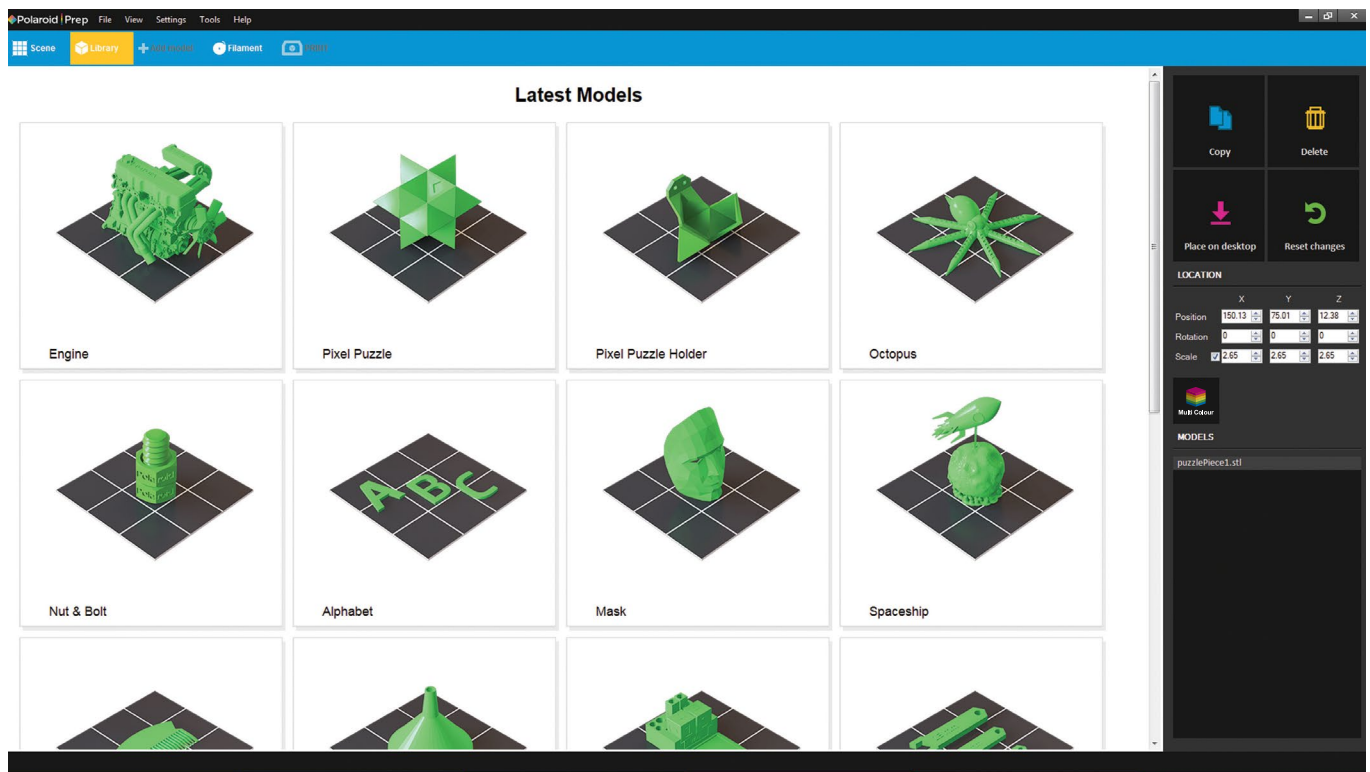 Polaroid Prep File View Settings Tools Help
Scene Library Add model Filament
Latest Models
Engine Pixel Puzzle Pixel Puzzle Holder Octopus
Nut & Bolt Alphabet Mask Spaceship
Copy Delete
Place on desktop Reset changes
LOCATION
X Y Z
Position 150.13 75.01 12.38
Rotation 0 0 0
Scale 2.65 2.65 2.65
Multi Colour
MODELS
puzzlePiece1.stl